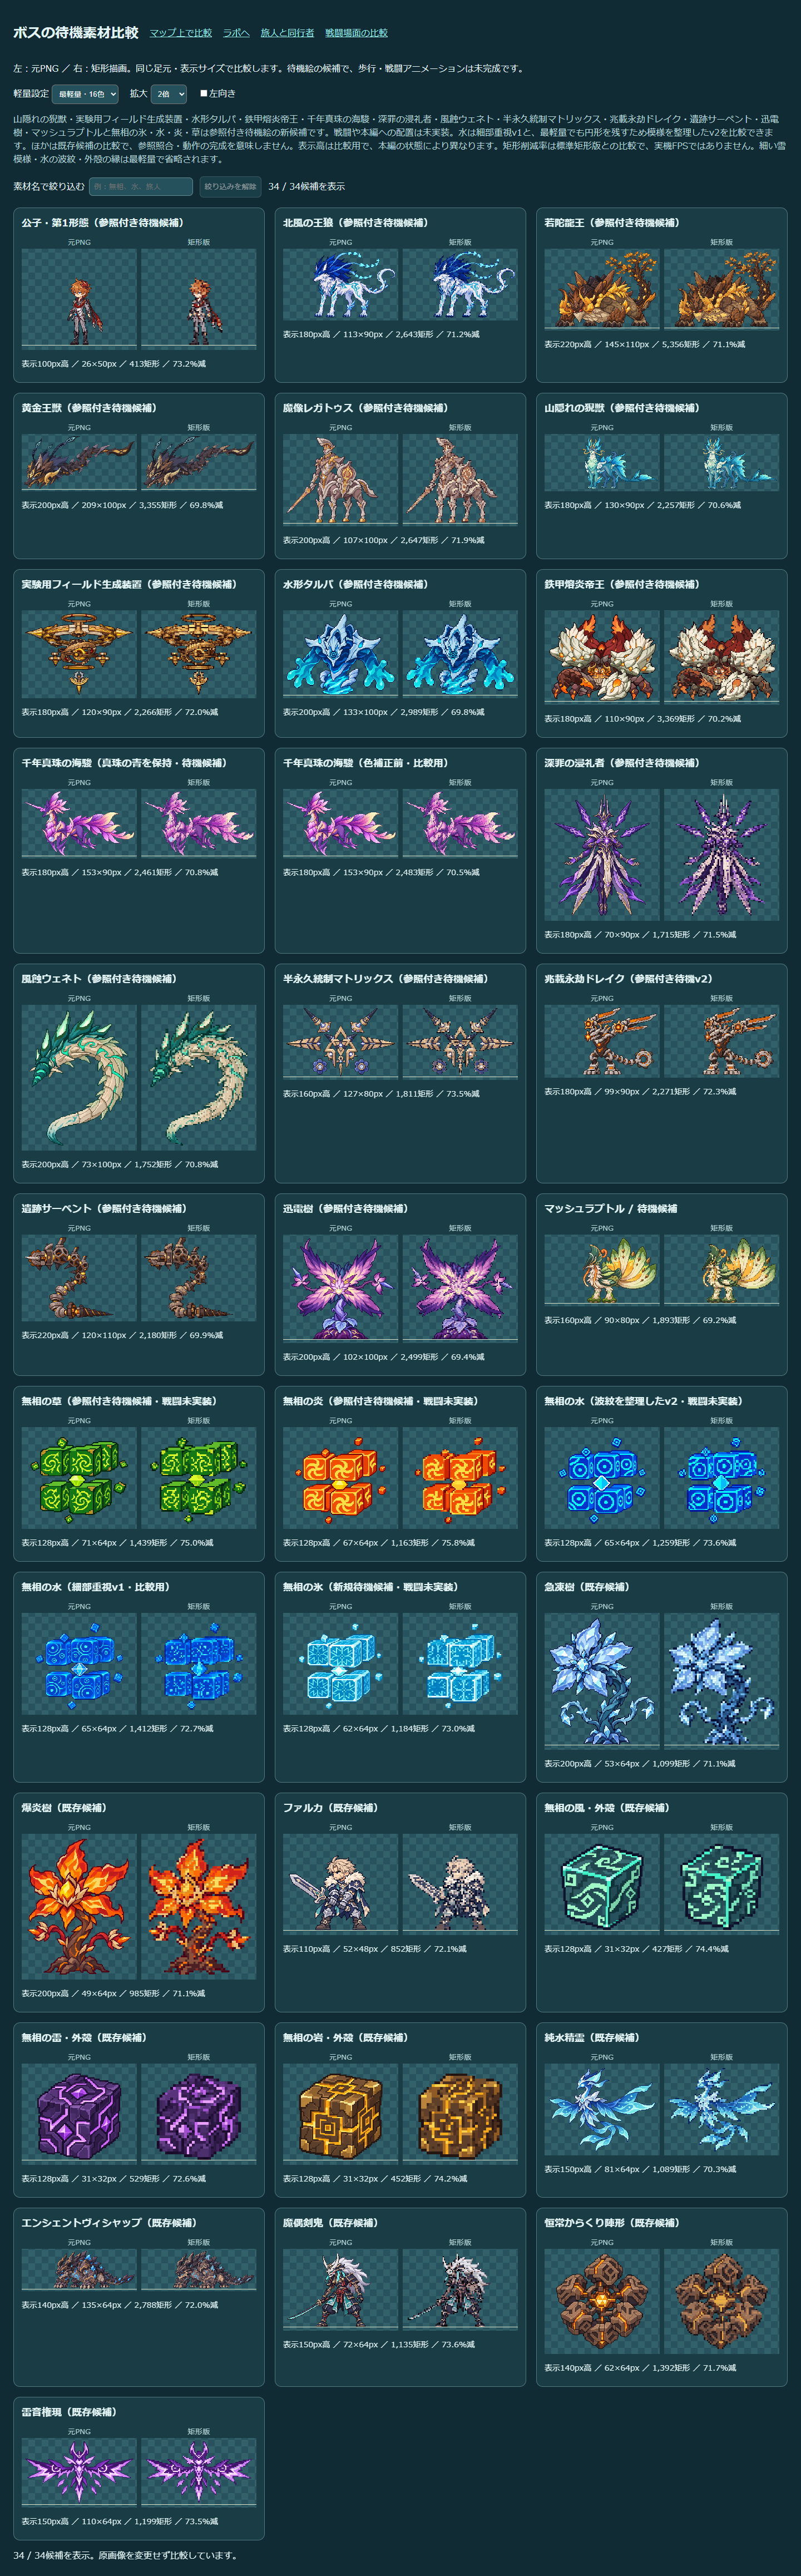 ボスの待機素材比較 マップ上で比較 ラボへ 旅人と同行者 戦闘場面の比較
左：元PNG ／ 右：矩形描画。同じ足元・表示サイズで比較します。待機絵の候補で、歩行・戦闘アニメーションは未完成です。
軽量設定 最軽量・16色 拡大 2倍 左向き
山隠れの猊獣・実験用フィールド生成装置・水形タルパ・鉄甲熔炎帝王・千年真珠の海駿・深罪の浸礼者・風蝕ウェネト・半永久統制マトリックス・兆載永劫ドレイク・遺跡サーペント・迅電
樹・マッシュラプトルと無相の氷・水・炎・草は参照付き待機絵の新候補です。戦闘や本編への配置は未実装。水は細部重視v1と、最軽量でも円形を残すため模様を整理したv2を比較できま
す。ほかは既存候補の比較で、参照照合・動作の完成を意味しません。表示高は比較用で、本編の状態により異なります。矩形削減率は標準矩形版との比較で、実機FPSではありません。細い雷
模様・水の波紋・外殻の縁は最軽量で省略されます。
素材名で絞り込む 例：無相、水、旅人 絞り込みを解除 34 / 34候補を表示
公子・第1形態（参照付き待機候補）
元PNG 矩形版
表示100px高 ／ 26×50px ／ 413矩形 ／ 73.2%減
北風の王狼（参照付き待機候補）
元PNG 矩形版
表示180px高 ／ 113×90px ／ 2,643矩形 ／ 71.2%減
若陀龍王（参照付き待機候補）
元PNG 矩形版
表示220px高 ／ 145×110px ／ 5,356矩形 ／ 71.1%減
黄金王獣（参照付き待機候補）
元PNG 矩形版
表示200px高 ／ 209×100px ／ 3,355矩形 ／ 69.8%減
魔像レガトゥス（参照付き待機候補）
元PNG 矩形版
表示200px高 ／ 107×100px ／ 2,647矩形 ／ 71.9%減
山隠れの猊獣（参照付き待機候補）
元PNG 矩形版
表示180px高 ／ 130×90px ／ 2,257矩形 ／ 70.6%減
実験用フィールド生成装置（参照付き待機候補）
元PNG 矩形版
表示180px高 ／ 120×90px ／ 2,266矩形 ／ 72.0%減
水形タルパ（参照付き待機候補）
元PNG 矩形版
表示200px高 ／ 133×100px ／ 2,989矩形 ／ 69.8%減
鉄甲熔炎帝王（参照付き待機候補）
元PNG 矩形版
表示180px高 ／ 110×90px ／ 3,369矩形 ／ 70.2%減
千年真珠の海駿（真珠の青を保持・待機候補）
元PNG 矩形版
表示180px高 ／ 153×90px ／ 2,461矩形 ／ 70.8%減
千年真珠の海駿（色補正前・比較用）
元PNG 矩形版
表示180px高 ／ 153×90px ／ 2,483矩形 ／ 70.5%減
深罪の浸礼者（参照付き待機候補）
元PNG 矩形版
表示180px高 ／ 70×90px ／ 1,715矩形 ／ 71.5%減
風蝕ウェネト（参照付き待機候補）
元PNG 矩形版
表示200px高 ／ 73×100px ／ 1,752矩形 ／ 70.8%減
半永久統制マトリックス（参照付き待機候補）
元PNG 矩形版
表示160px高 ／ 127×80px ／ 1,811矩形 ／ 73.5%減
兆載永劫ドレイク（参照付き待機v2）
元PNG 矩形版
表示180px高 ／ 99×90px ／ 2,271矩形 ／ 72.3%減
遺跡サーペント（参照付き待機候補）
元PNG 矩形版
表示220px高 ／ 120×110px ／ 2,180矩形 ／ 69.9%減
迅電樹（参照付き待機候補）
元PNG 矩形版
表示200px高 ／ 102×100px ／ 2,499矩形 ／ 69.4%減
マッシュラプトル / 待機候補
元PNG 矩形版
表示160px高 ／ 90×80px ／ 1,893矩形 ／ 69.2%減
無相の草（参照付き待機候補・戦闘未実装）
元PNG 矩形版
表示128px高 ／ 71×64px ／ 1,439矩形 ／ 75.0%減
無相の炎（参照付き待機候補・戦闘未実装）
元PNG 矩形版
表示128px高 ／ 67×64px ／ 1,163矩形 ／ 75.8%減
無相の水（波紋を整理したv2・戦闘未実装）
元PNG 矩形版
表示128px高 ／ 65×64px ／ 1,259矩形 ／ 73.6%減
無相の水（細部重視v1・比較用）
元PNG 矩形版
表示128px高 ／ 65×64px ／ 1,412矩形 ／ 72.7%減
無相の氷（新規待機候補・戦闘未実装）
元PNG 矩形版
表示128px高 ／ 62×64px ／ 1,184矩形 ／ 73.0%減
急凍樹（既存候補）
元PNG 矩形版
表示200px高 ／ 53×64px ／ 1,099矩形 ／ 71.1%減
爆炎樹（既存候補）
元PNG 矩形版
表示200px高 ／ 49×64px ／ 985矩形 ／ 71.1%減
ファルカ（既存候補）
元PNG 矩形版
表示110px高 ／ 52×48px ／ 852矩形 ／ 72.1%減
無相の風・外殻（既存候補）
元PNG 矩形版
表示128px高 ／ 31×32px ／ 427矩形 ／ 74.4%減
無相の雷・外殻（既存候補）
元PNG 矩形版
表示128px高 ／ 31×32px ／ 529矩形 ／ 72.6%減
無相の岩・外殻（既存候補）
元PNG 矩形版
表示128px高 ／ 31×32px ／ 452矩形 ／ 74.2%減
純水精霊（既存候補）
元PNG 矩形版
表示150px高 ／ 81×64px ／ 1,089矩形 ／ 70.3%減
エンシェントヴィシャップ（既存候補）
元PNG 矩形版
表示140px高 ／ 135×64px ／ 2,788矩形 ／ 72.0%減
魔偶剣鬼（既存候補）
元PNG 矩形版
表示150px高 ／ 72×64px ／ 1,135矩形 ／ 73.6%減
恒常からくり陣形（既存候補）
元PNG 矩形版
表示140px高 ／ 62×64px ／ 1,392矩形 ／ 71.7%減
雷音権現（既存候補）
元PNG 矩形版
表示150px高 ／ 110×64px ／ 1,199矩形 ／ 73.5%減
34 / 34候補を表示。原画像を変更せず比較しています。